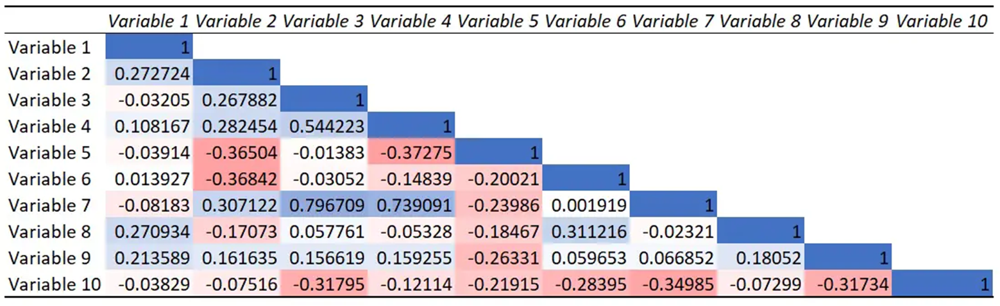 Variable 1 Variable 2 Variable 3 Variable 4 Variable 5 Variable 6 Variable 7 Variable 8 Variable 9 Variable 10
Variable 1 1
Variable 2 0.272724 1
Variable 3 -0.03205 0.267882 1
Variable 4 0.108167 0.282454 0.544223 1
Variable 5 -0.03914 -0.36504 -0.01383 -0.37275 1
Variable 6 0.013927 -0.36842 -0.03052 -0.14839 -0.20021 1
Variable 7 -0.08183 0.307122 0.796709 0.739091 -0.23986 0.001919 1
Variable 8 0.270934 -0.17073 0.057761 -0.05328 -0.18467 0.311216 -0.02321 1
Variable 9 0.213589 0.161635 0.156619 0.159255 -0.26331 0.059653 0.066852 0.18052 1
Variable 10 -0.03829 -0.07516 -0.31795 -0.12114 -0.21915 -0.28395 -0.34985 -0.07299 -0.31734 1